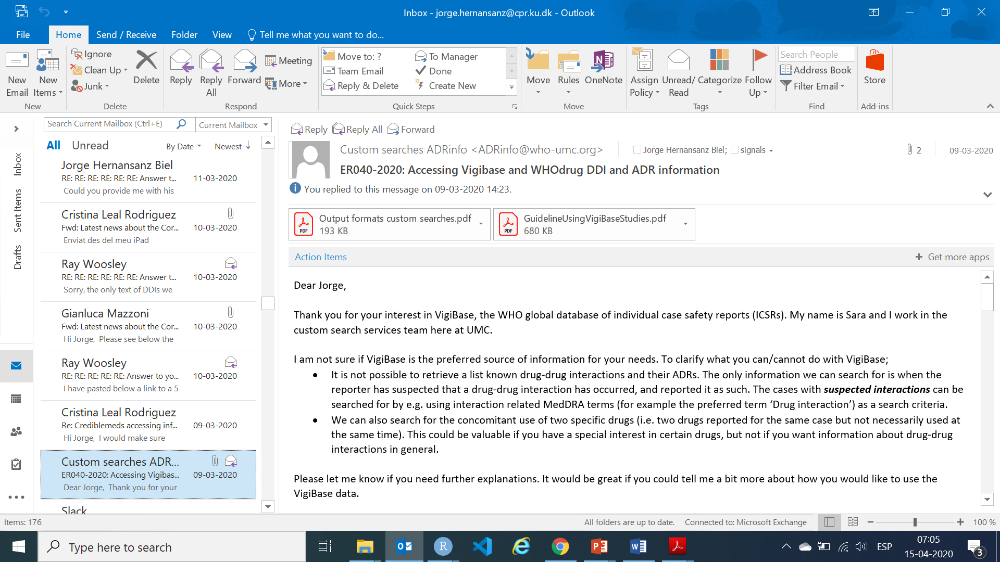 Inbox - jorge.hernansanz@cpr.ku.dk - Outlook
File
Home
Send / Receive
Folder
View
Tell me what you want to do...
New Email
New Items
New
Ignore
Clean Up
Junk
Delete
Delete
Reply
Reply All
Forward
Meeting
More
Respond
Move to: ?
Team Email
Reply & Delete
To Manager
Done
Create New
Quick Steps
Move
Rules
OneNote
Move
Assign Policy
Unread/ Read
Categorize
Follow Up
Tags
Search People
Address Book
Filter Email
Find
Store
Add-ins
Inbox
Sent Items
Drafts
Search Current Mailbox (Ctrl+E)
Current Mailbox
All
Unread
By Date
Newest
Jorge Hernansanz Biel
RE: RE: RE: RE: RE: RE: Answer t... 11-03-2020
Could you provide me with his
Cristina Leal Rodriguez
Fwd: Latest news about the Cor... 10-03-2020
Enviat des del meu iPad
Ray Woosley
RE: RE: RE: RE: RE: RE: Answer t... 10-03-2020
Sorry, the only text of DDIs we
Gianluca Mazzoni
Fwd: Latest news about the Cor... 10-03-2020
Hi Jorge, Please see below the
Ray Woosley
RE: RE: RE: RE: RE: Answer to yo... 10-03-2020
I have pasted below a link to a 5
Cristina Leal Rodriguez
Re: Crediblemeds accessing inf... 09-03-2020
Hi Jorge, I would make sure
Custom searches ADR...
ER040-2020: Accessing Vigibas... 09-03-2020
Dear Jorge, Thank you for your
Slack
Reply Reply All Forward
Custom searches ADRinfo <ADRinfo@who-umc.org>
Jorge Hernansanz Biel; signals
2
09-03-2020
ER040-2020: Accessing Vigibase and WHOdrug DDI and ADR information
You replied to this message on 09-03-2020 14:23.
PDF
Output formats custom searches.pdf
193 KB
PDF
GuidelineUsingVigiBaseStudies.pdf
680 KB
Action Items
+ Get more apps
Dear Jorge,
Thank you for your interest in VigiBase, the WHO global database of individual case safety reports (ICSRs). My name is Sara and I work in the
custom search services team here at UMC.
I am not sure if VigiBase is the preferred source of information for your needs. To clarify what you can/cannot do with VigiBase;
• It is not possible to retrieve a list known drug-drug interactions and their ADRs. The only information we can search for is when the
reporter has suspected that a drug-drug interaction has occurred, and reported it as such. The cases with suspected interactions can be
searched for by e.g. using interaction related MedDRA terms (for example the preferred term ‘Drug interaction’) as a search criteria.
• We can also search for the concomitant use of two specific drugs (i.e. two drugs reported for the same case but not necessarily used at
the same time). This could be valuable if you have a special interest in certain drugs, but not if you want information about drug-drug
interactions in general.
Please let me know if you need further explanations. It would be great if you could tell me a bit more about how you would like to use the
VigiBase data.
Items: 176
All folders are up to date.
Connected to: Microsoft Exchange
100 %
Type here to search
ESP
07:05
15-04-2020
3